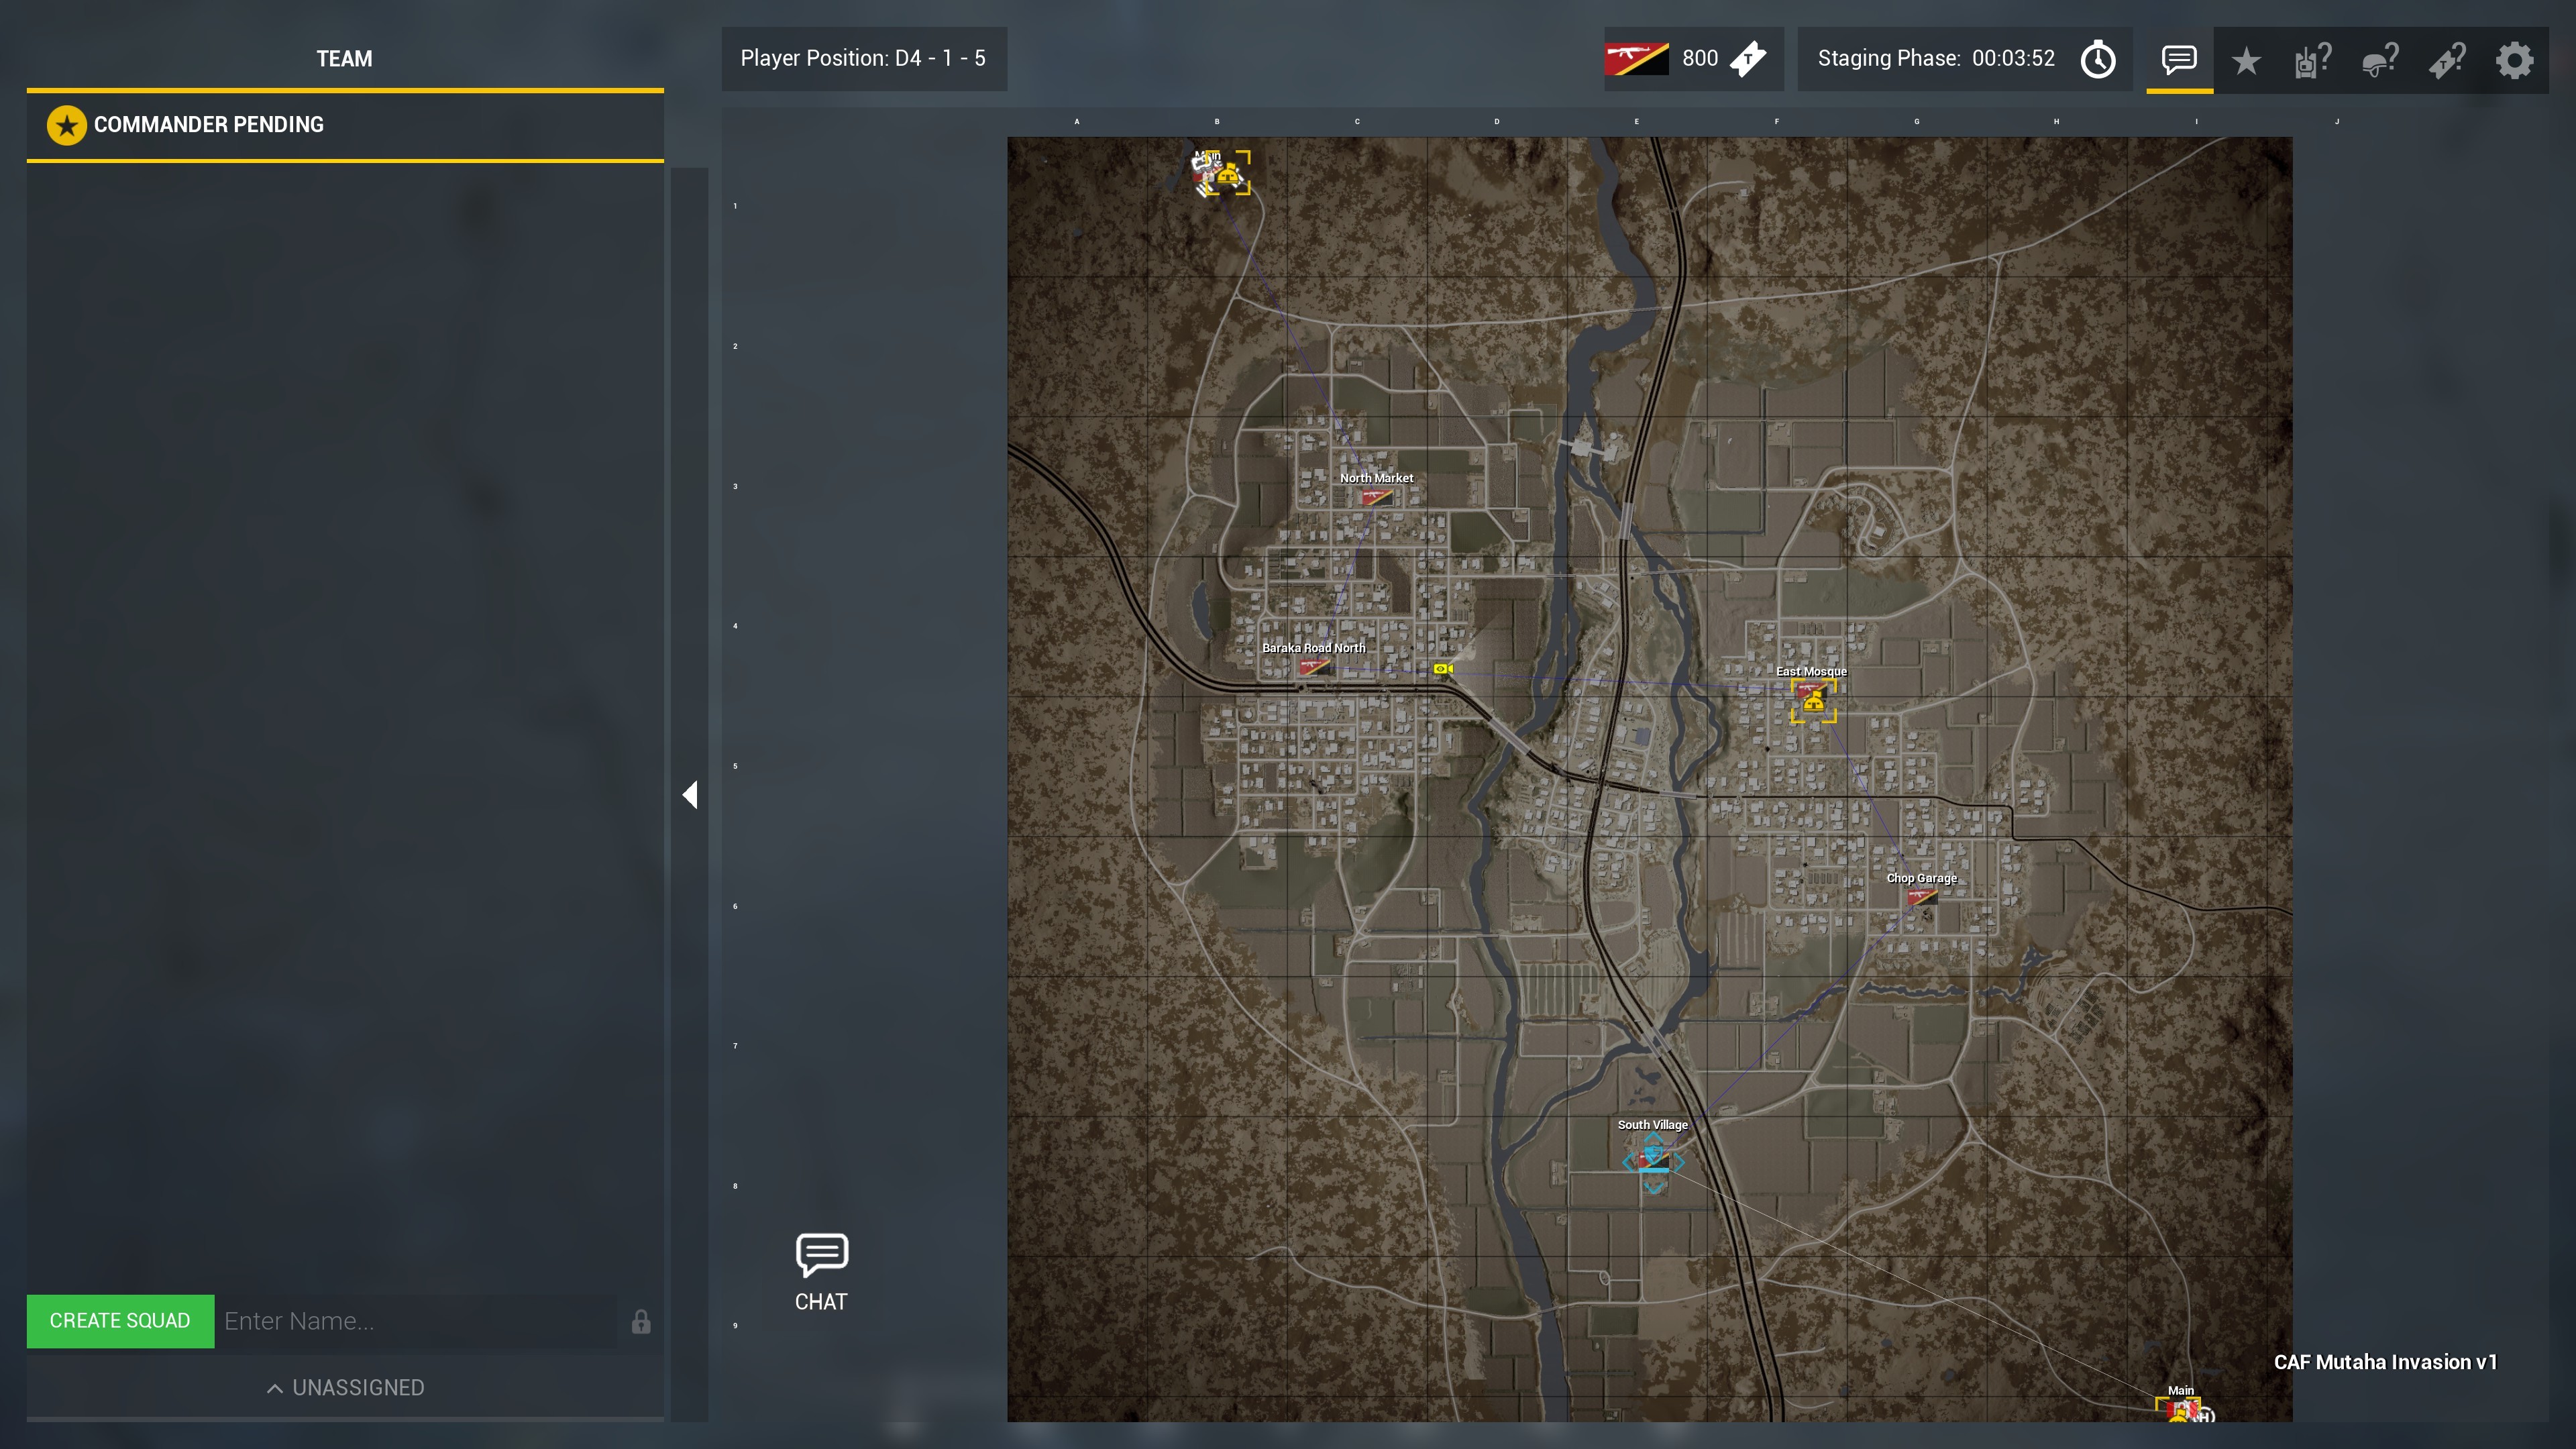 TEAM
COMMANDER PENDING
Player Position: D4 - 1 - 5
800
T
Staging Phase: 00:03:52
?
?
T?
A B C D E F G H I J
1
2
3
4
5
6
7
8
9
Main
North Market
Baraka Road North
East Mosque
Chop Garage
South Village
Main
H
CHAT
CAF Mutaha Invasion v1
CREATE SQUAD
Enter Name...
UNASSIGNED